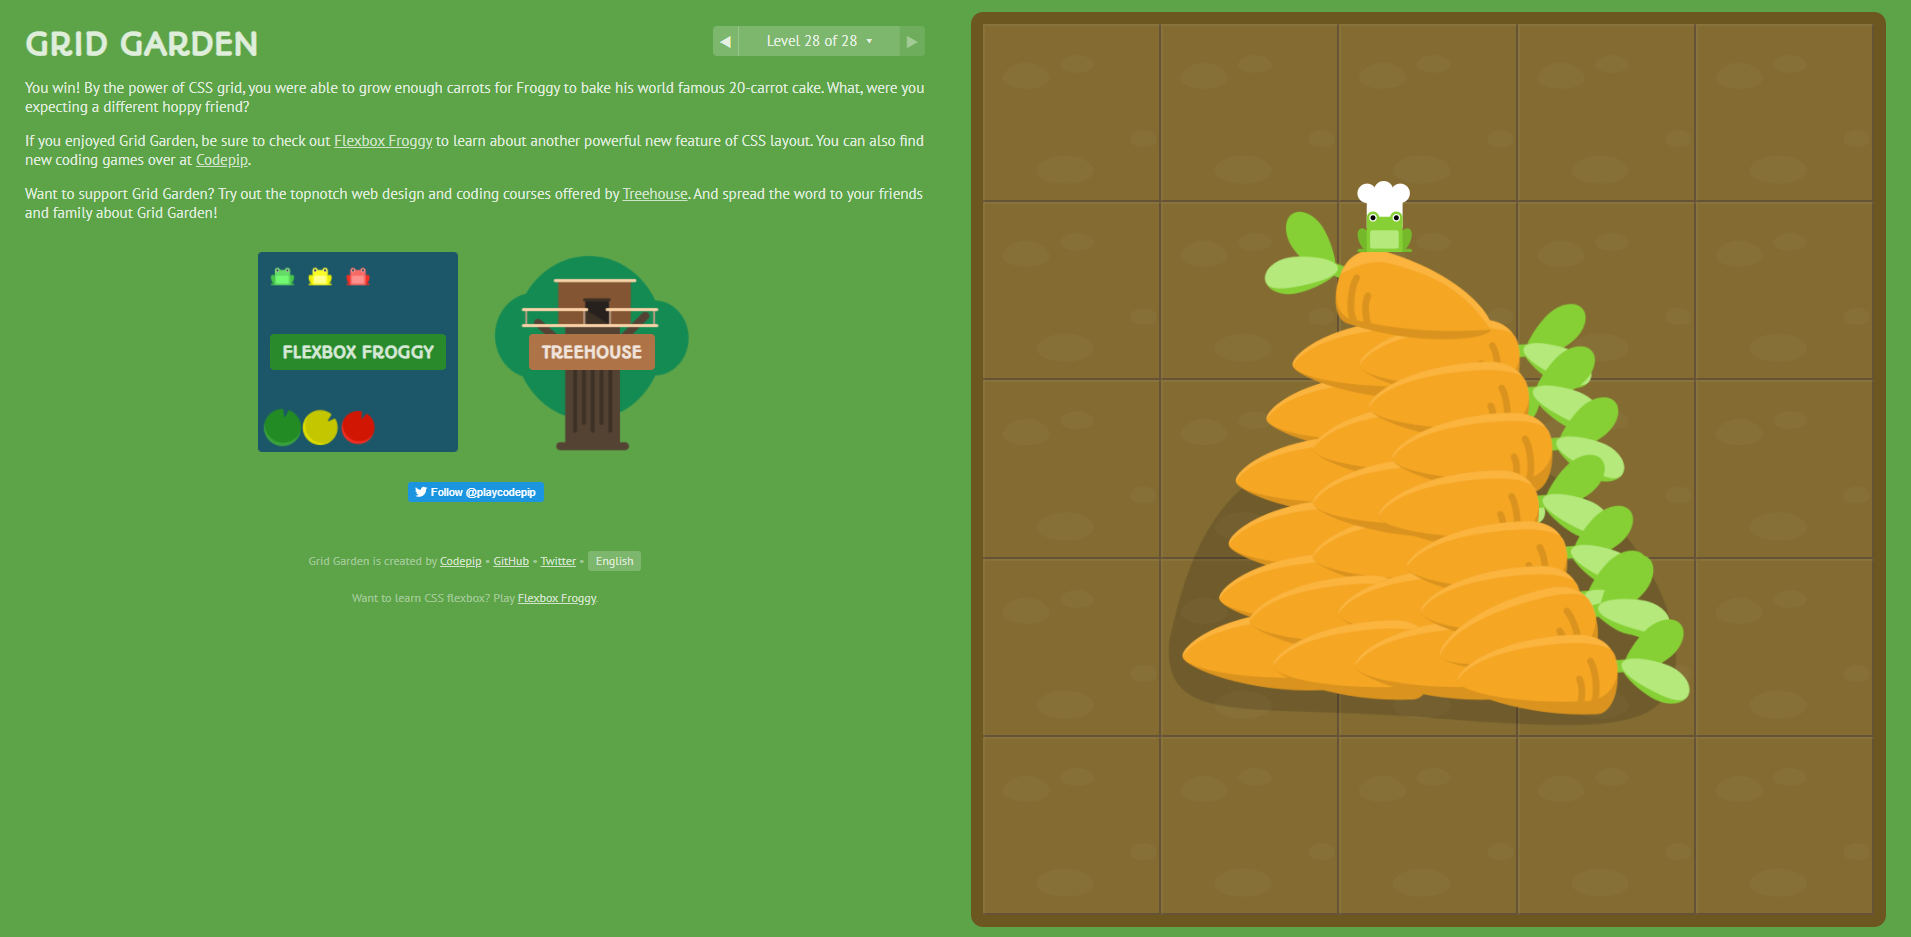 GRID GARDEN
◀ Level 28 of 28 ▾ ▶
You win! By the power of CSS grid, you were able to grow enough carrots for Froggy to bake his world famous 20-carrot cake. What, were you
expecting a different hoppy friend?
If you enjoyed Grid Garden, be sure to check out Flexbox Froggy to learn about another powerful new feature of CSS layout. You can also find
new coding games over at Codepip.
Want to support Grid Garden? Try out the topnotch web design and coding courses offered by Treehouse. And spread the word to your friends
and family about Grid Garden!
FLEXBOX FROGGY
TREEHOUSE
Follow @playcodepip
Grid Garden is created by Codepip • GitHub • Twitter • English
Want to learn CSS flexbox? Play Flexbox Froggy.